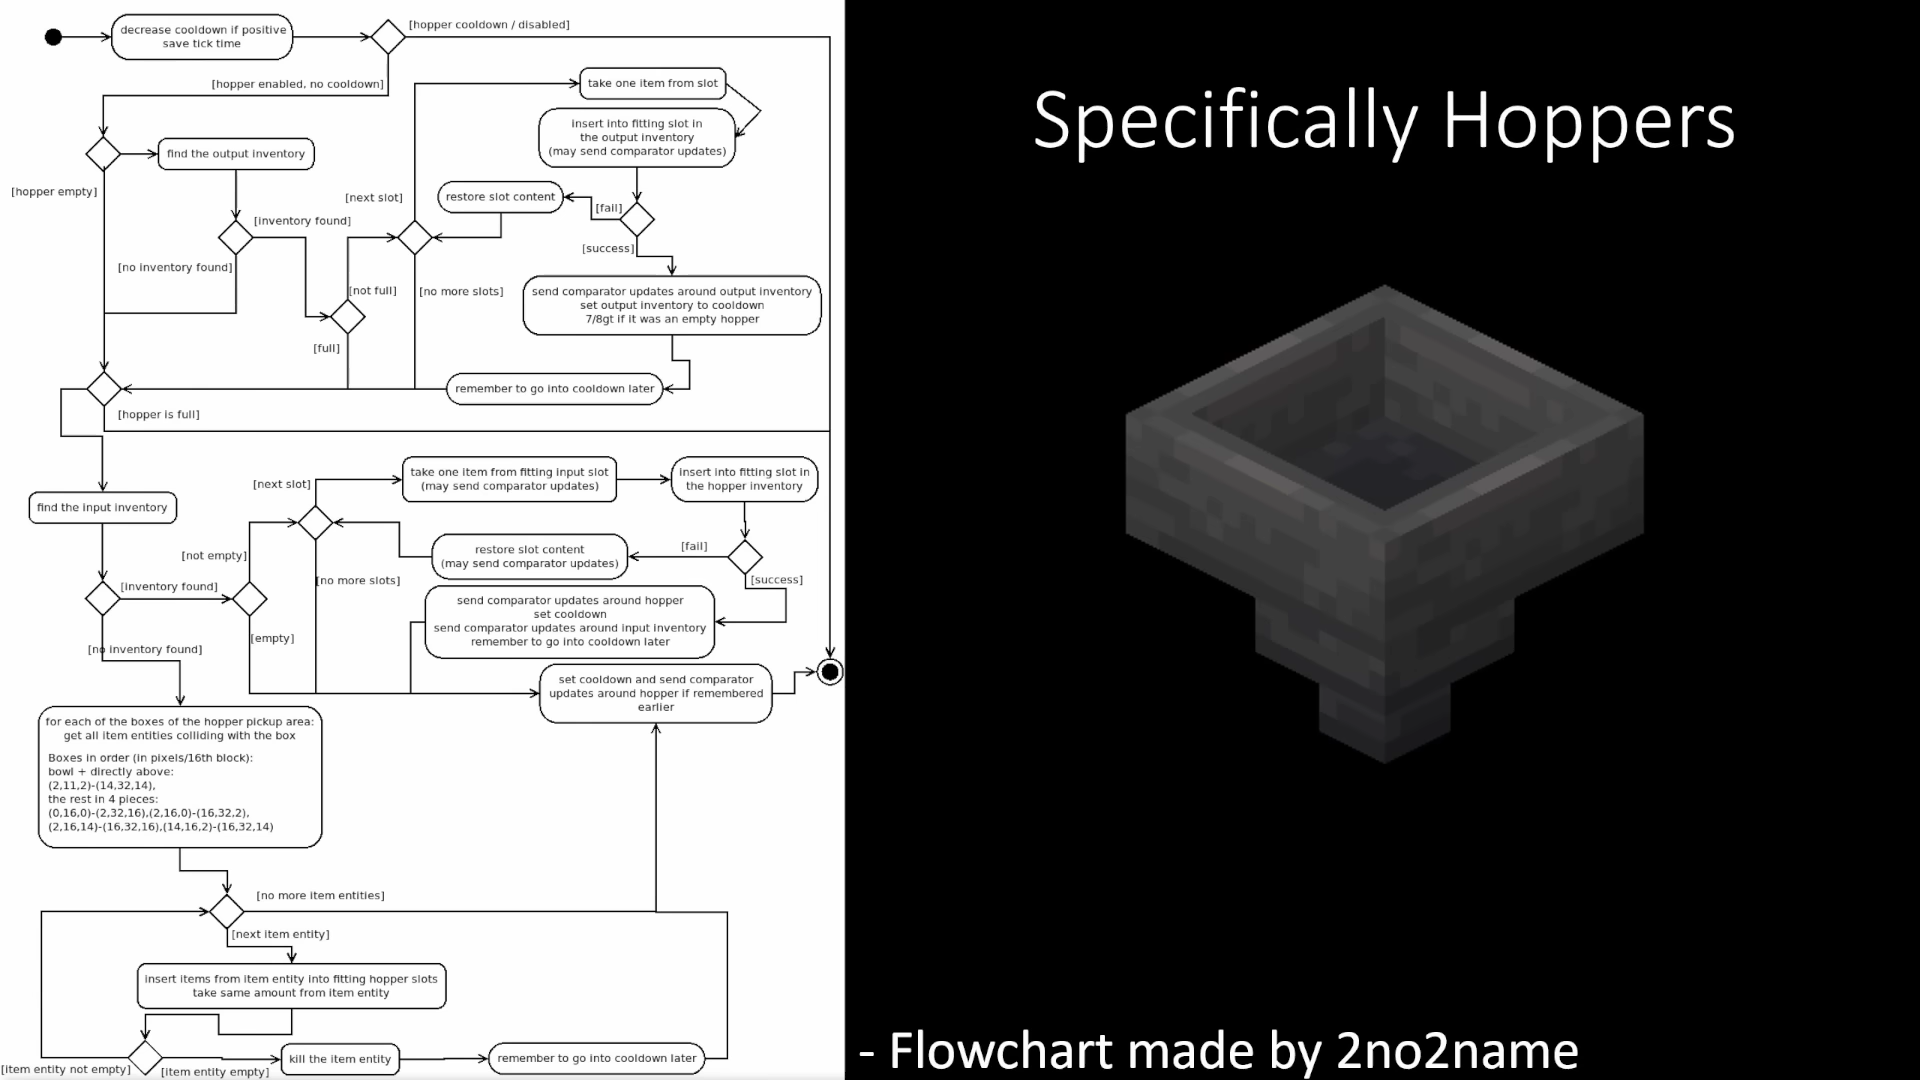 decrease cooldown if positive
save tick time
[hopper cooldown / disabled]
[hopper enabled, no cooldown]
take one item from slot
insert into fitting slot in
the output inventory
(may send comparator updates)
find the output inventory
[hopper empty]
[next slot]
restore slot content
[fail]
[inventory found]
[success]
[no inventory found]
[not full]
[no more slots]
send comparator updates around output inventory
set output inventory to cooldown
7/8gt if it was an empty hopper
[full]
remember to go into cooldown later
[hopper is full]
take one item from fitting input slot
(may send comparator updates)
insert into fitting slot in
the hopper inventory
[next slot]
find the input inventory
[not empty]
restore slot content
(may send comparator updates)
[fail]
[inventory found]
[no more slots]
[success]
send comparator updates around hopper
set cooldown
send comparator updates around input inventory
remember to go into cooldown later
[empty]
[no inventory found]
set cooldown and send comparator
updates around hopper if remembered
earlier
for each of the boxes of the hopper pickup area:
get all item entities colliding with the box
Boxes in order (in pixels/16th block):
bowl + directly above:
(2,11,2)-(14,32,14),
the rest in 4 pieces:
(0,16,0)-(2,32,16),(2,16,0)-(16,32,2),
(2,16,14)-(16,32,16),(14,16,2)-(16,32,14)
[no more item entities]
[next item entity]
insert items from item entity into fitting hopper slots
take same amount from item entity
kill the item entity
remember to go into cooldown later
[item entity not empty]
[item entity empty]
Specifically Hoppers
- Flowchart made by 2no2name